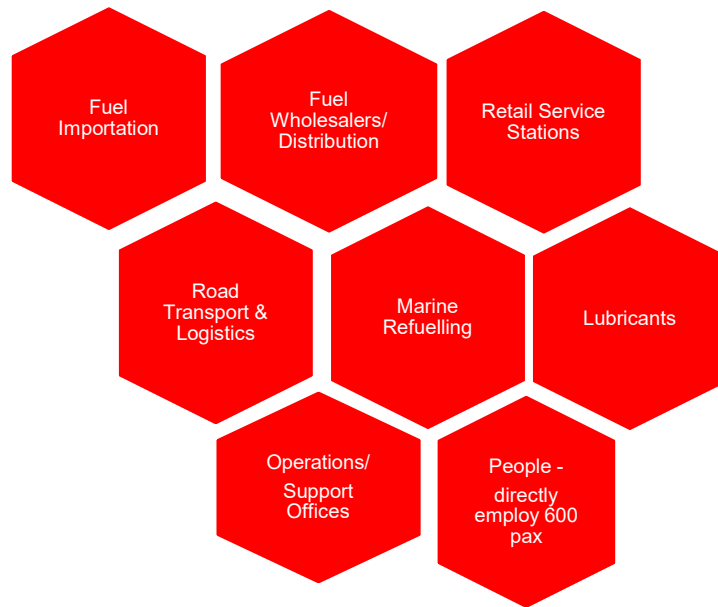 Fuel
Importation
Fuel
Wholesalers/
Distribution
Retail Service
Stations
Road
Transport &
Logistics
Marine
Refuelling
Lubricants
Operations/
Support
Offices
People -
directly
employ 600
pax